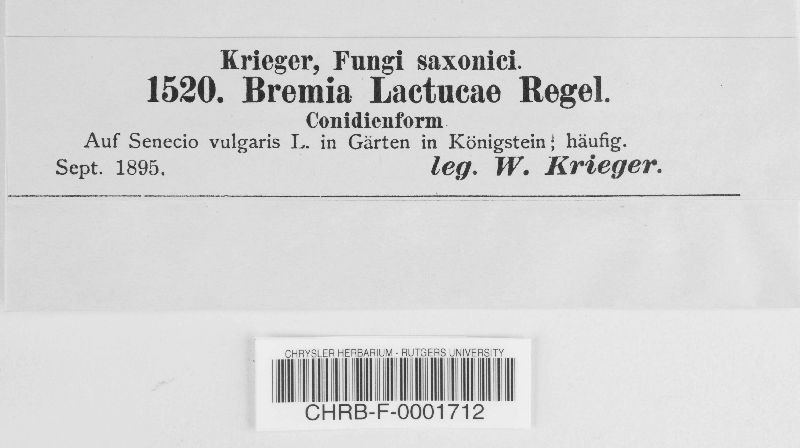 Krieger, Fungi saxonici.
1520. Bremia Lactucae Regel.
Conidienform
Auf Senecio vulgaris L. in Gärten in Königstein; häufig.
Sept. 1895.
leg. W. Krieger.
CHRYSLER HERBARIUM - RUTGERS UNIVERSITY
CHRB-F-0001712